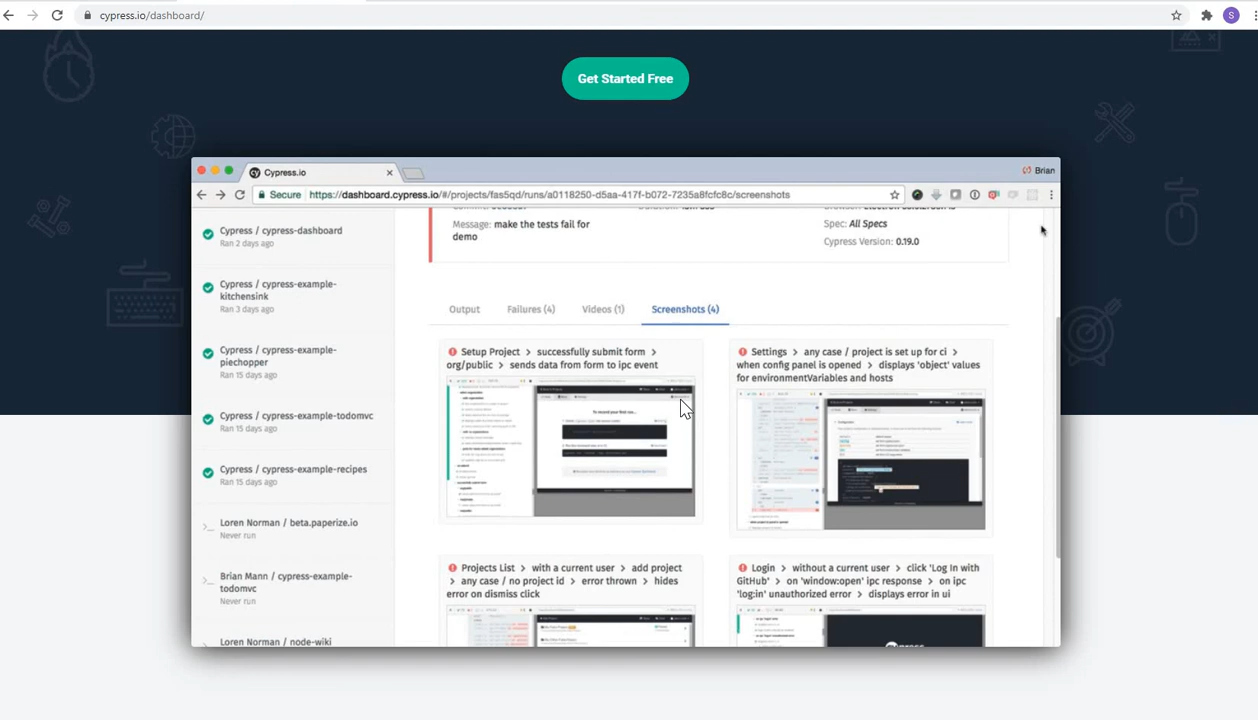 cypress.io/dashboard/
S
Get Started Free
Cypress.io
Brian
Secure
https://dashboard.cypress.io/#/projects/fas5qd/runs/a0118250-d5aa-417f-b072-7235a8fcfc8c/screenshots
Cypress / cypress-dashboard
Ran 2 days ago
Cypress / cypress-example-
kitchensink
Ran 3 days ago
Cypress / cypress-example-
piechopper
Ran 15 days ago
Cypress / cypress-example-todomvc
Ran 15 days ago
Cypress / cypress-example-recipes
Ran 15 days ago
Loren Norman / beta.paperize.io
Never run
Brian Mann / cypress-example-
todomvc
Never run
Loren Norman / node-wiki
Message: make the tests fail for
demo
Spec: All Specs
Cypress Version: 0.19.0
Output
Failures (4)
Videos (1)
Screenshots (4)
Setup Project > successfully submit form >
org/public > sends data from form to ipc event
Settings > any case / project is set up for ci >
when config panel is opened > displays 'object' values
for environmentVariables and hosts
Projects List > with a current user > add project
> any case / no project id > error thrown > hides
error on dismiss click
Login > without a current user > click 'Log In with
GitHub' > on 'window:open' ipc response > on ipc
'log:in' unauthorized error > displays error in ui